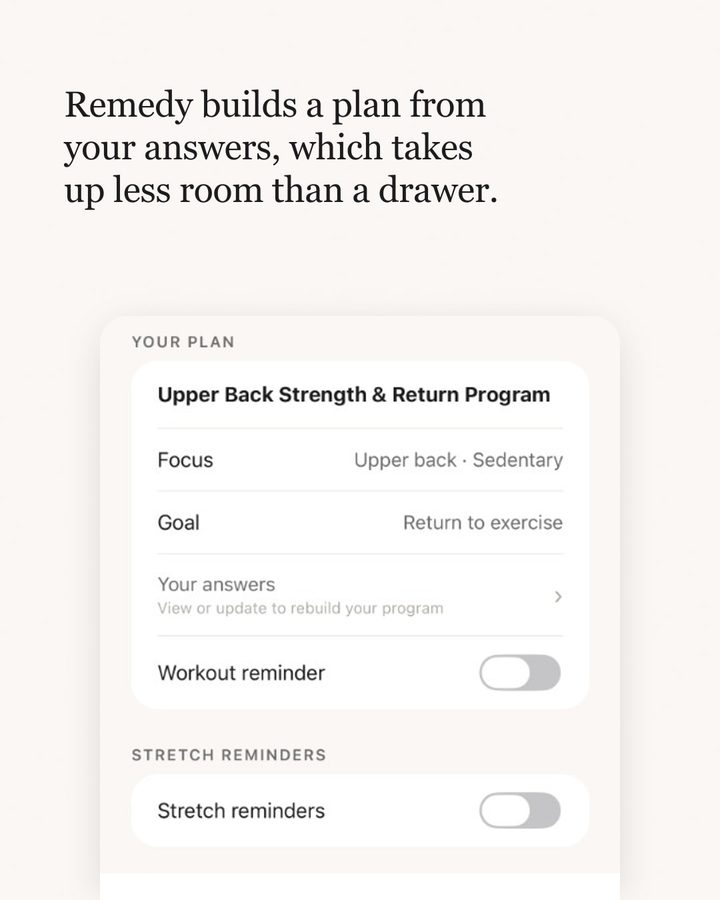 Remedy builds a plan from
your answers, which takes
up less room than a drawer.
YOUR PLAN
Upper Back Strength & Return Program
Focus Upper back · Sedentary
Goal Return to exercise
Your answers
View or update to rebuild your program
Workout reminder
STRETCH REMINDERS
Stretch reminders